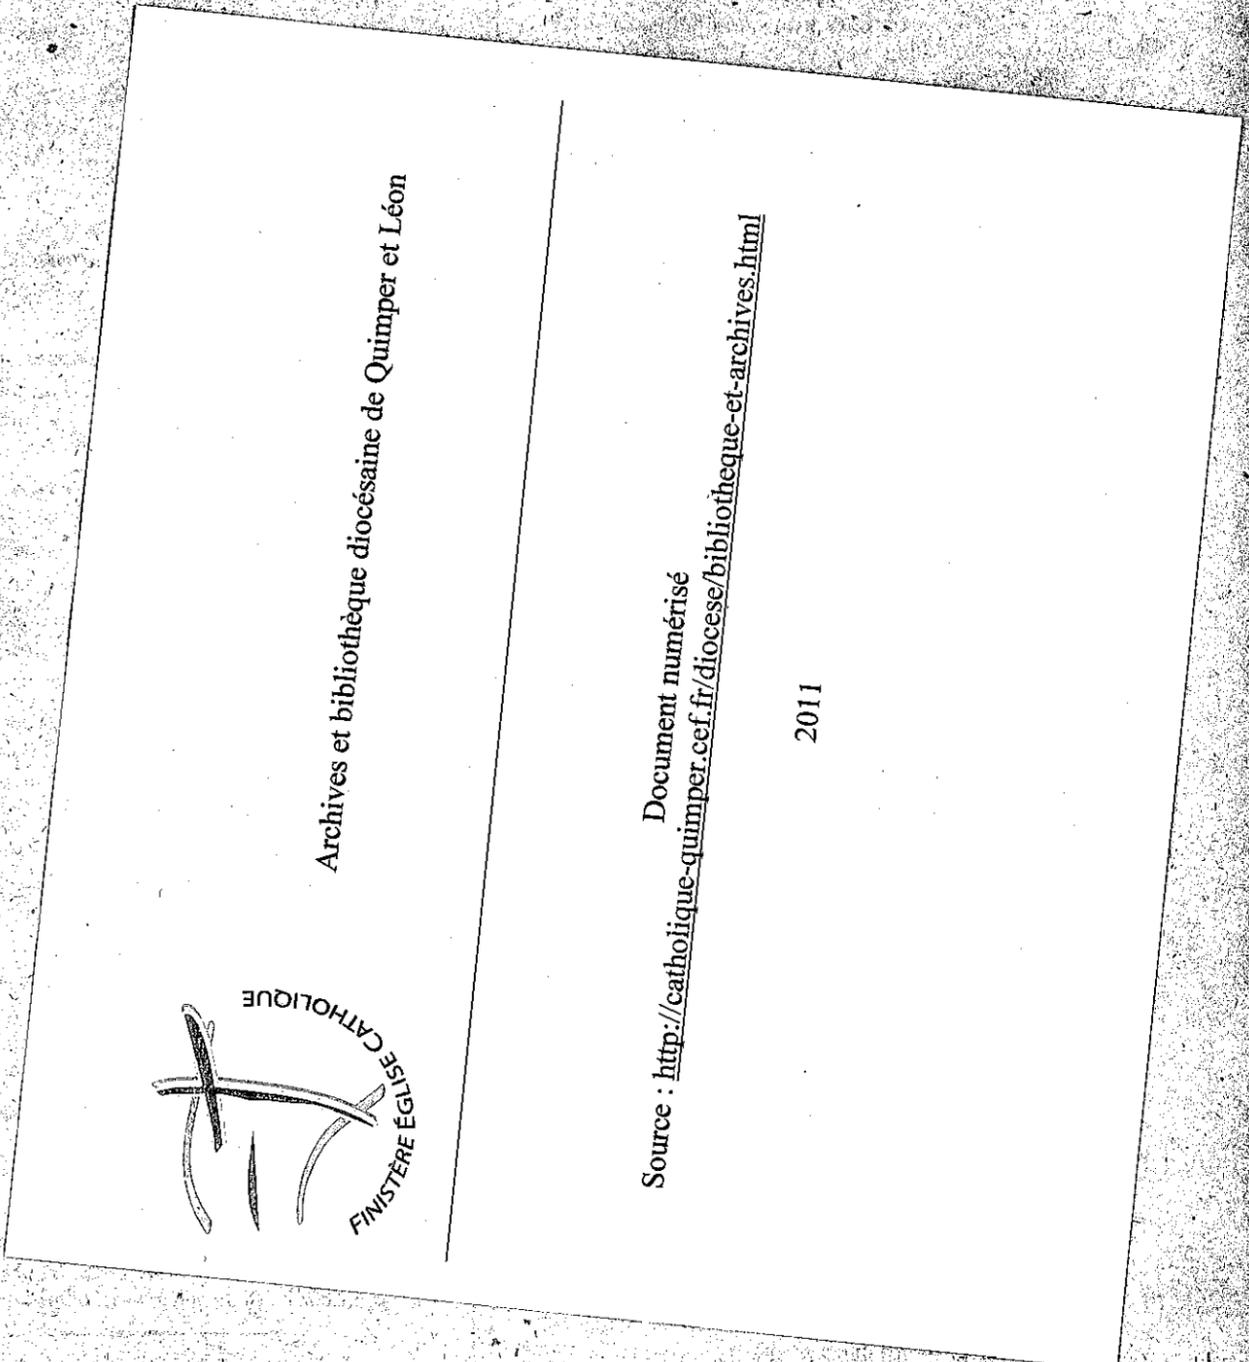 FINISTÈRE ÉGLISE CATHOLIQUE
Archives et bibliothèque diocésaine de Quimper et Léon
Document numérisé
Source : http://catholique-quimper.cef.fr/diocese/bibliotheque-et-archives.html
2011